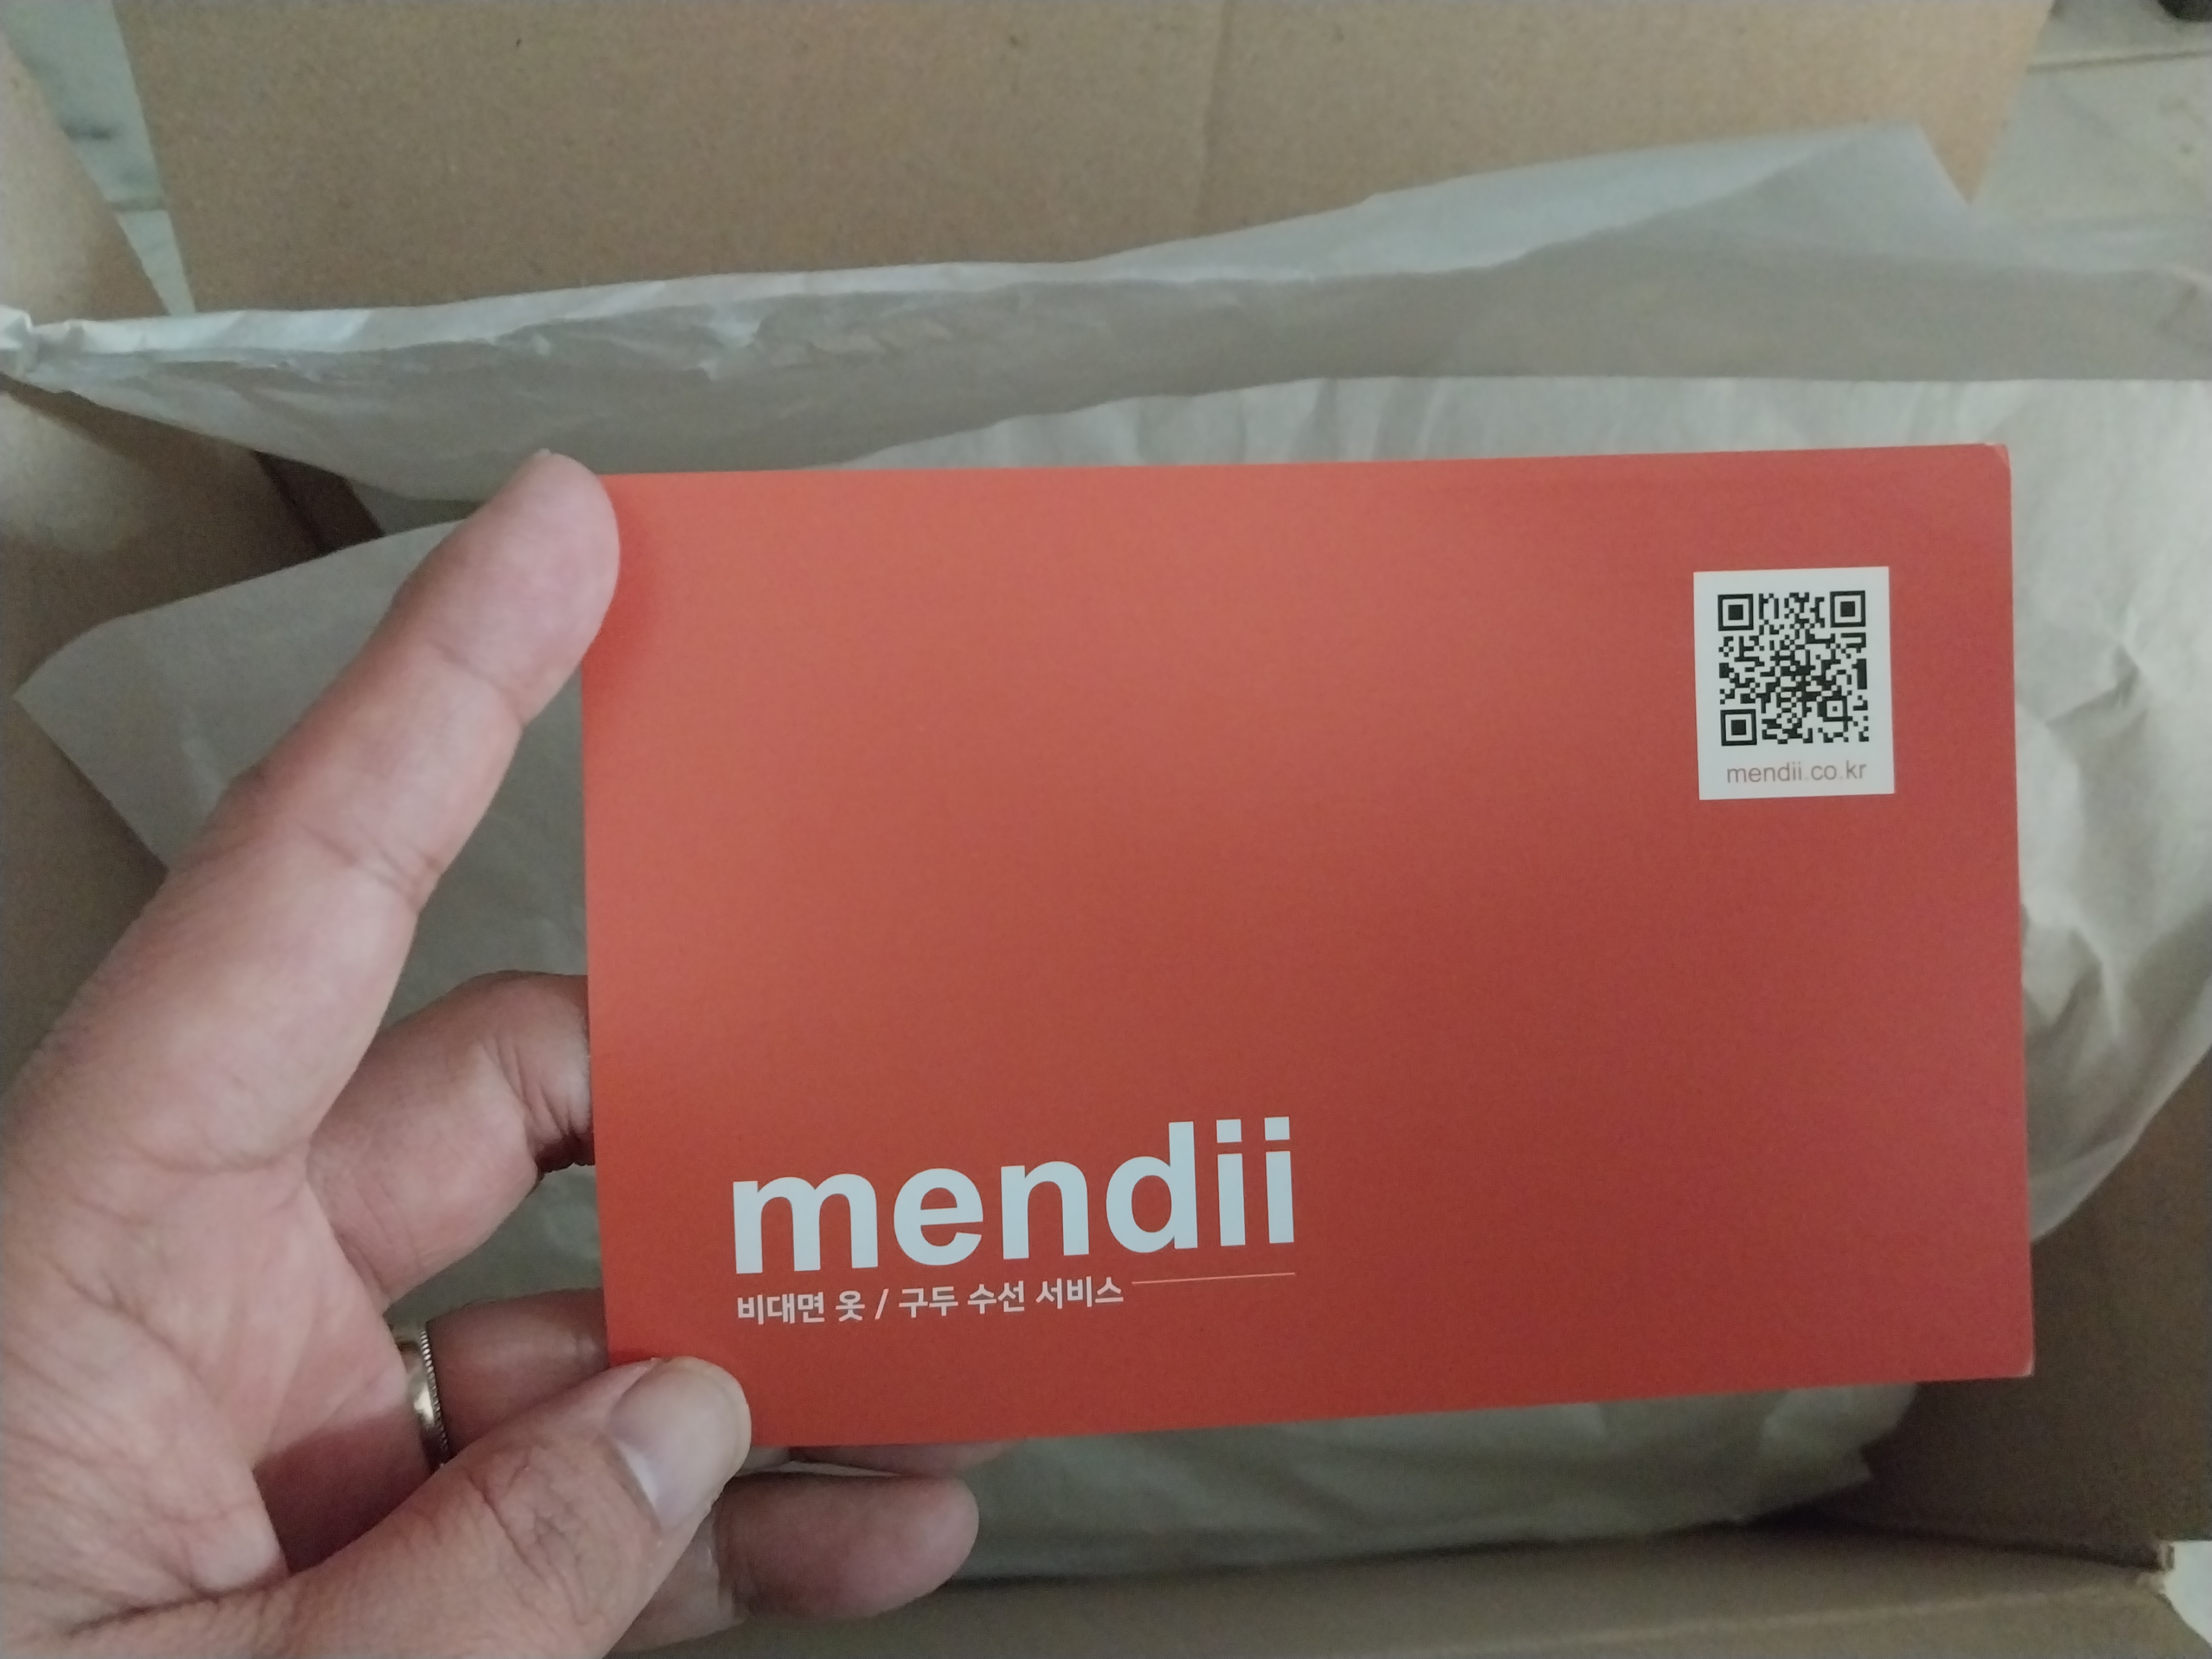 mendii.co.kr
mendii
비대면 옷 / 구두 수선 서비스